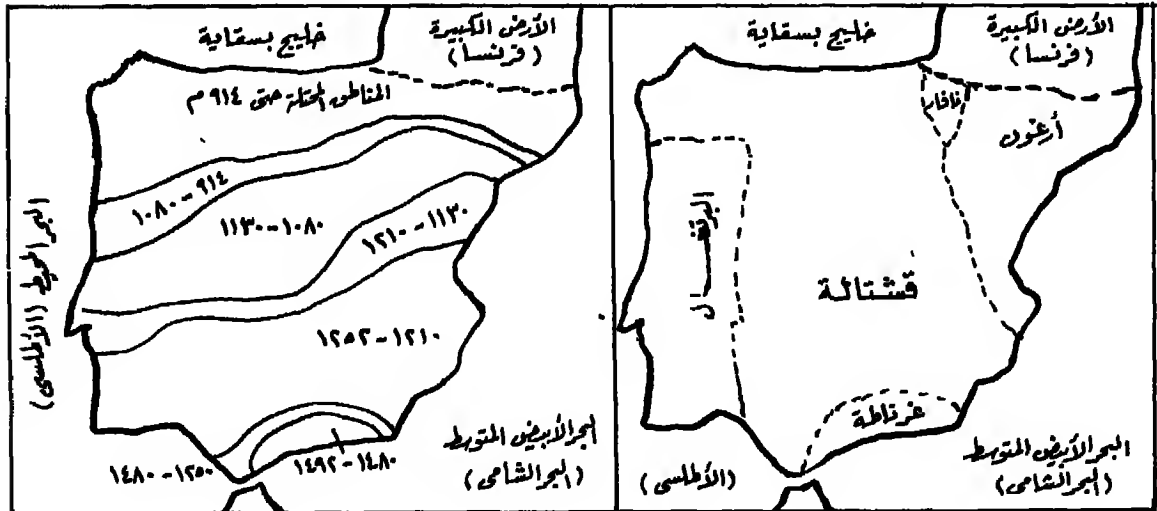 الأرض الكبيرة
(فرنسا)
خليج بسقاية
نافار
أرغون
البرتغال
قشتالة
غرناطة
البحر الأبيض المتوسط
(البحر الشامي)
(الأطلسي)
الأرض الكبيرة
(فرنسا)
خليج بسقاية
المناطق المحتلة حتى ٩١٤ م
٩١٤-١٠٨٠
١٠٨٠-١١٣٠
١١٣٠-١٢١٠
١٢١٠-١٢٥٢
١٢٥٠-١٤٨٠
١٤٨٠-١٤٩٢
البحر المحيط (الأطلسي)
البحر الأبيض المتوسط
(البحر الشامي)